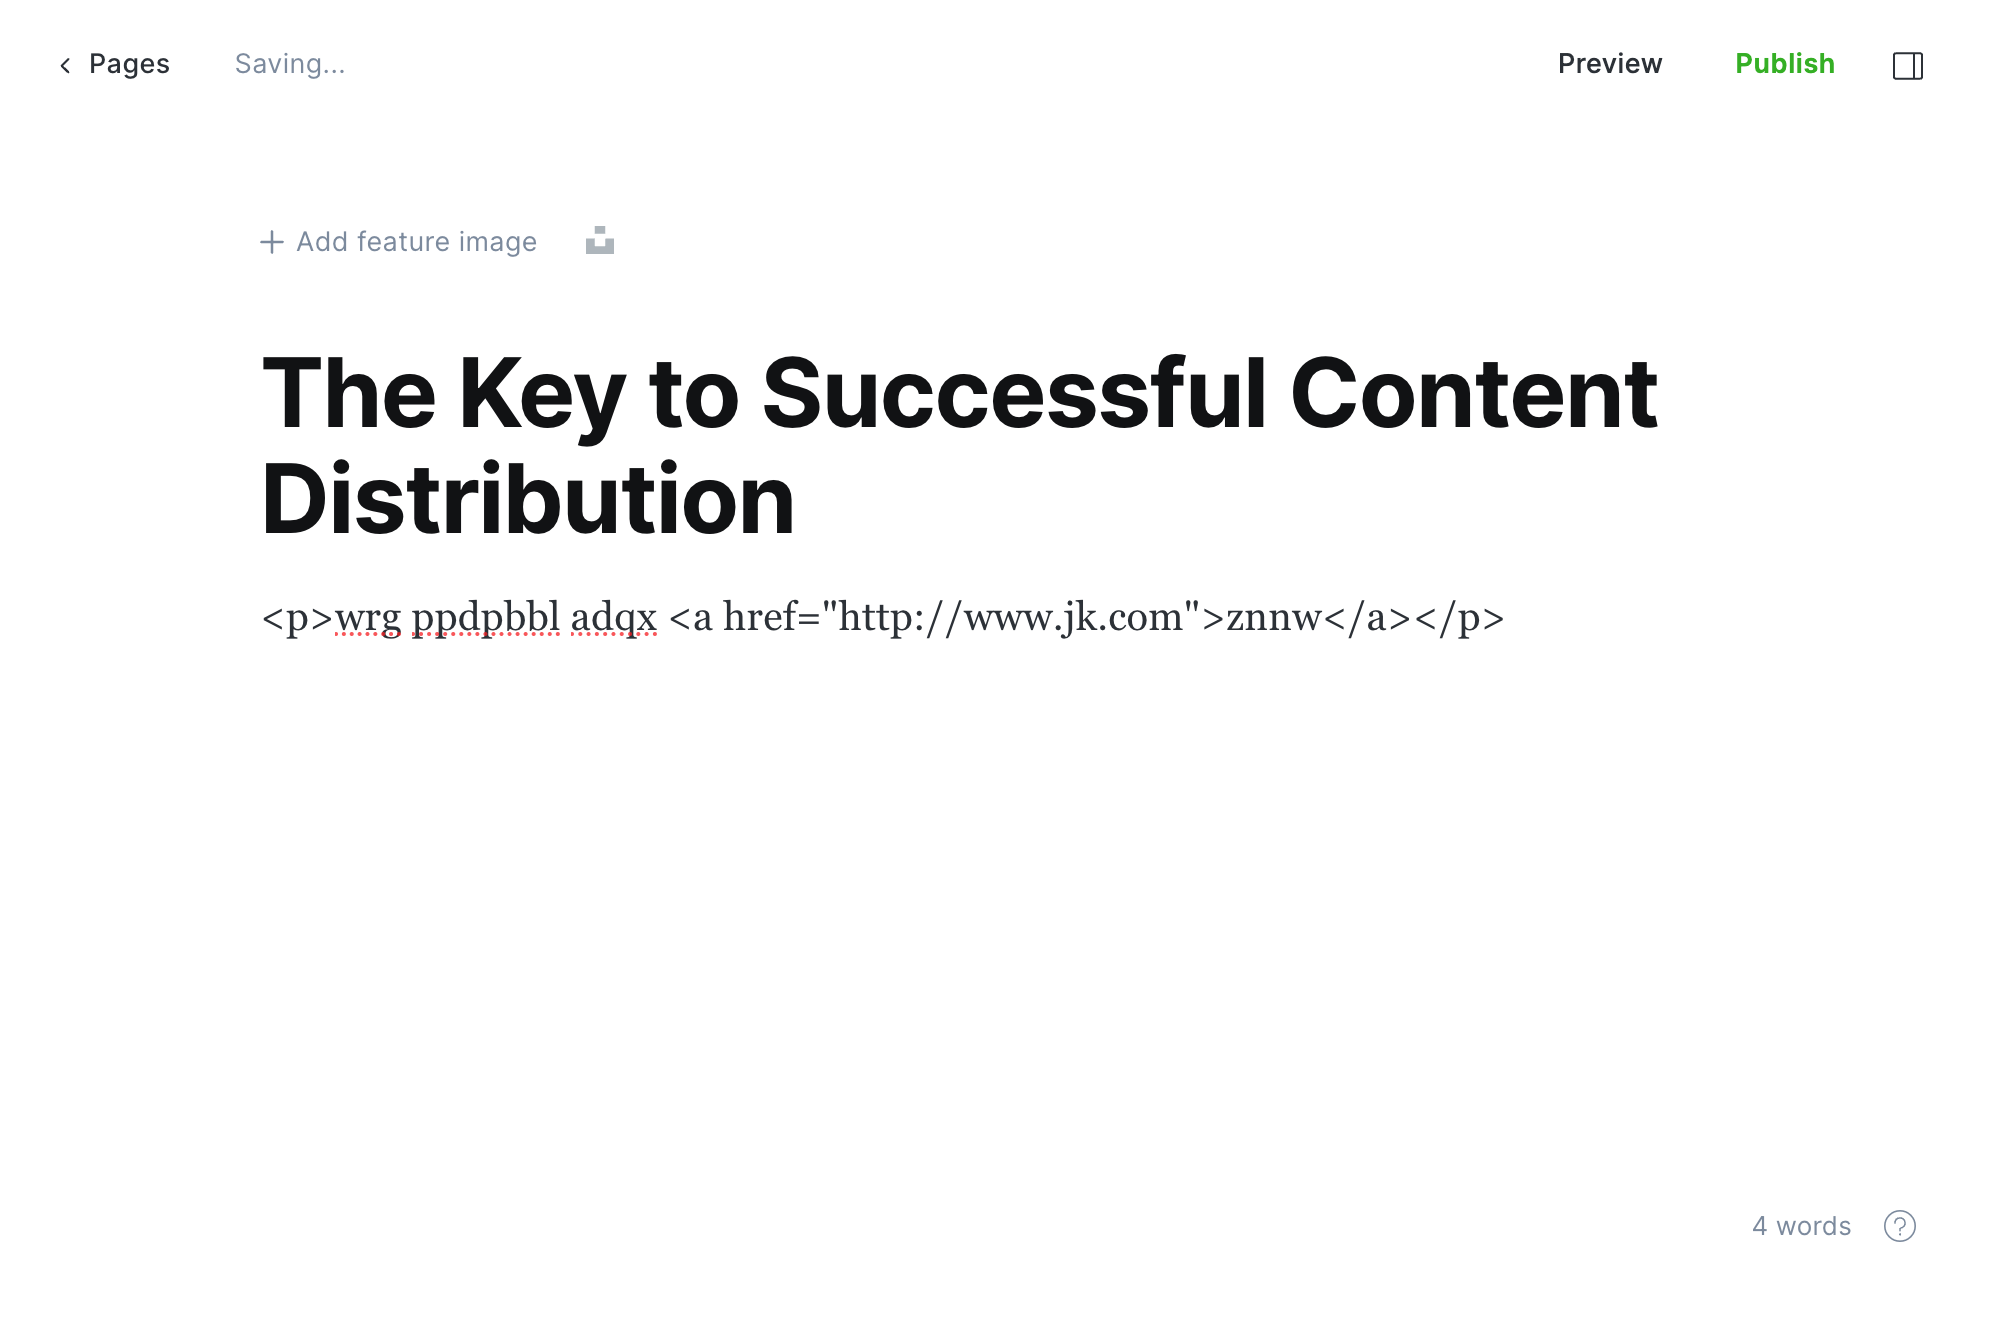 Pages
Saving...
Preview
Publish
Add feature image
The Key to Successful Content
Distribution
<p>wrg ppdpbbl adqx <a href="http://www.jk.com">znnw</a></p>
4 words
?